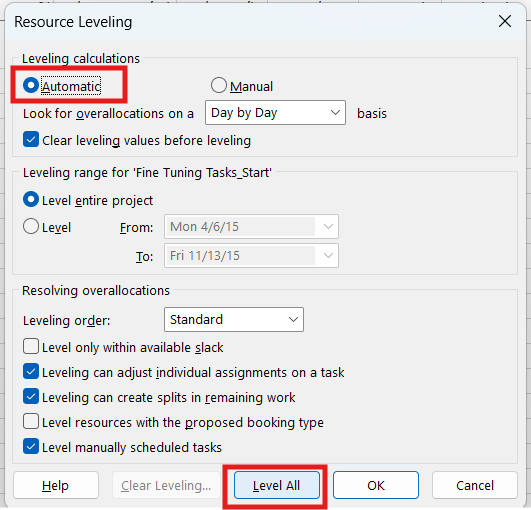 Resource Leveling
Leveling calculations
Automatic
Manual
Look for overallocations on a Day by Day basis
Clear leveling values before leveling
Leveling range for 'Fine Tuning Tasks_Start'
Level entire project
Level From: Mon 4/6/15
To: Fri 11/13/15
Resolving overallocations
Leveling order: Standard
Level only within available slack
Leveling can adjust individual assignments on a task
Leveling can create splits in remaining work
Level resources with the proposed booking type
Level manually scheduled tasks
Help Clear Leveling... Level All OK Cancel